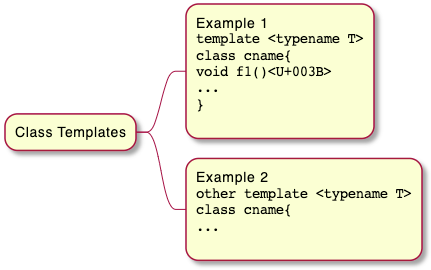 Class Templates
Example 1
template <typename T>
class cname{
void f1()<U+003B>
...
}
Example 2
other template <typename T>
class cname{
...